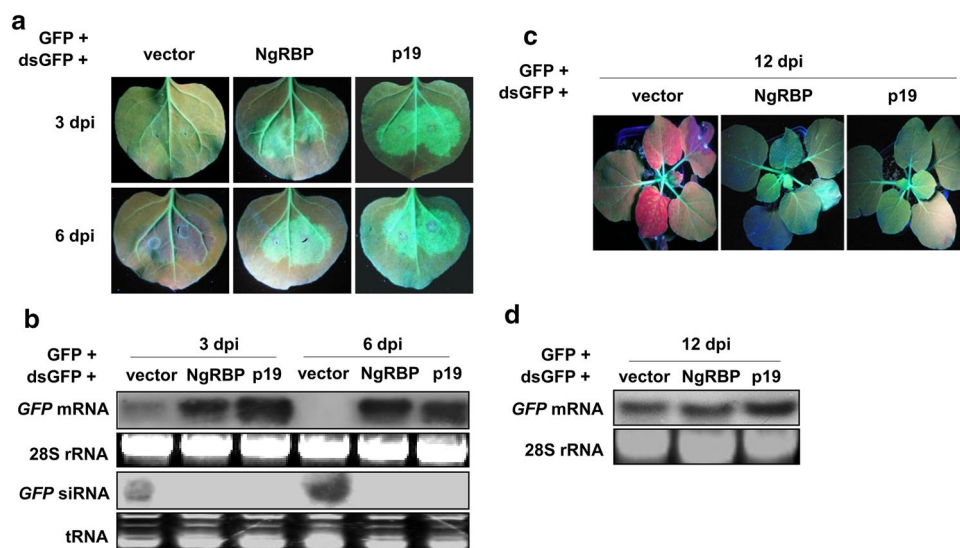 a
GFP +
dsGFP +
vector NgRBP p19
3 dpi
6 dpi
b
GFP +
dsGFP +
3 dpi 6 dpi
vector NgRBP p19 vector NgRBP p19
GFP mRNA
28S rRNA
GFP siRNA
tRNA
c
12 dpi
GFP +
dsGFP +
vector NgRBP p19
d
12 dpi
GFP +
dsGFP +
vector NgRBP p19
GFP mRNA
28S rRNA